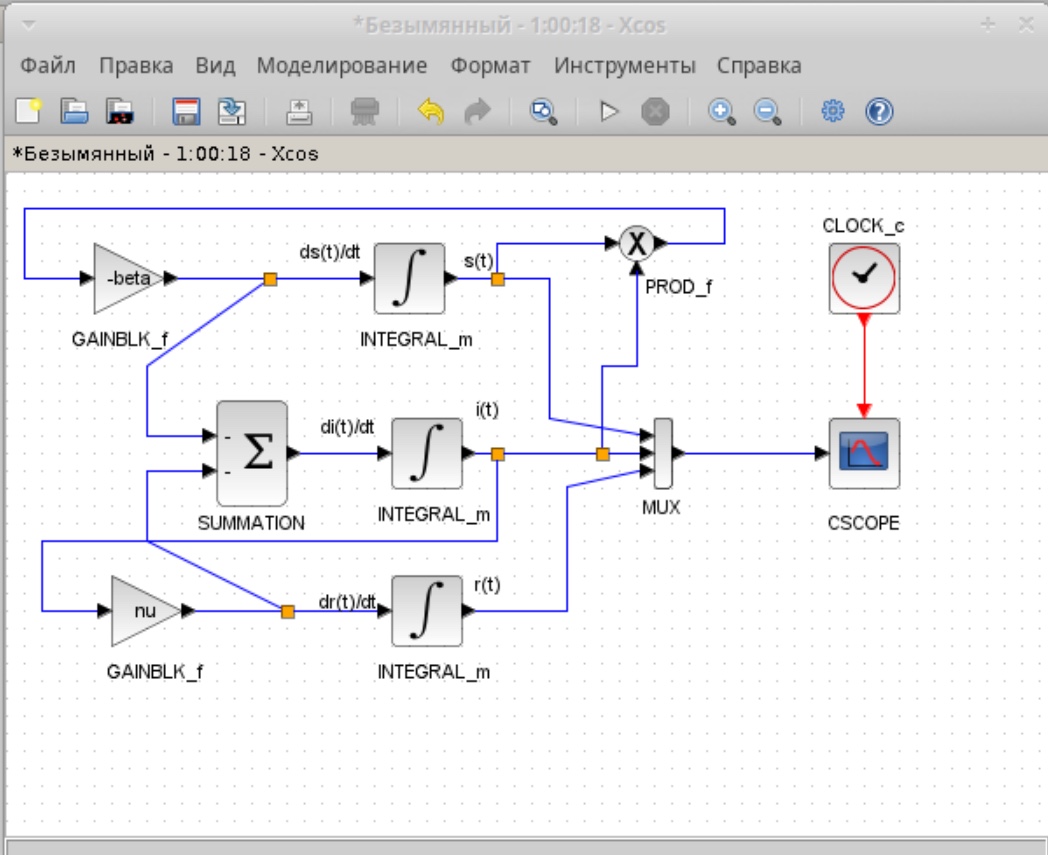 *Безымянный - 1:00:18 - Xcos
Файл Правка Вид Моделирование Формат Инструменты Справка
*Безымянный - 1:00:18 - Xcos
CLOCK_c
ds(t)/dt
s(t)
X
-beta
∫
PROD_f
GAINBLK_f
INTEGRAL_m
i(t)
di(t)/dt
-
Σ
∫
-
MUX
INTEGRAL_m
SUMMATION
CSCOPE
r(t)
dr(t)/dt
nu
∫
GAINBLK_f
INTEGRAL_m